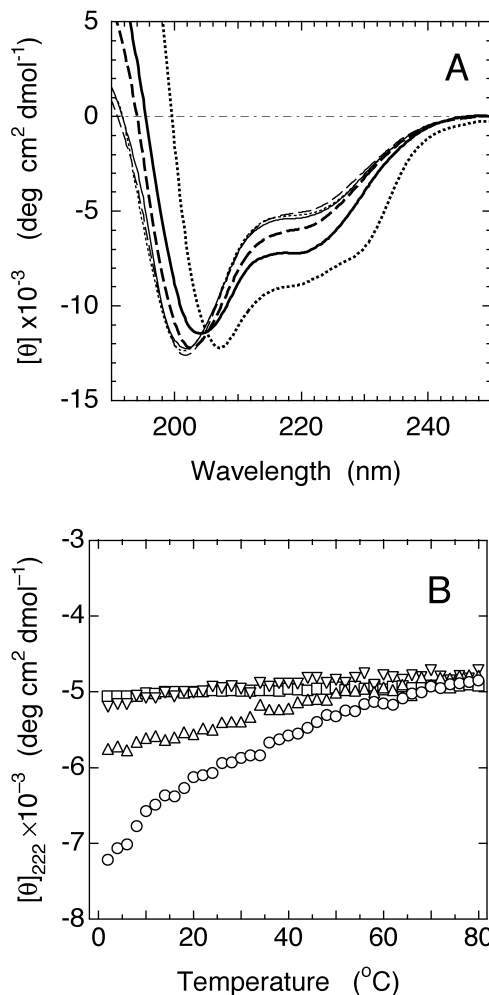 A
[θ] x10⁻³ (deg cm² dmol⁻¹)
0
-5
-10
-15
200 220 240
Wavelength (nm)
B
[θ]₂₂₂ ×10⁻³ (deg cm² dmol⁻¹)
-3
-4
-5
-6
-7
-8
0 20 40 60 80
Temperature (°C)